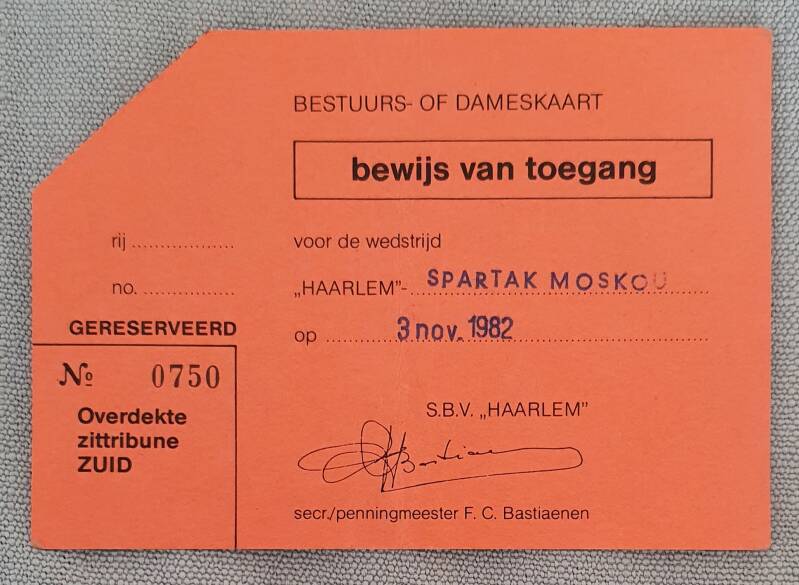 BESTUURS- OF DAMESKAART
bewijs van toegang
rij ..................
voor de wedstrijd
no. ................
„HAARLEM”- SPARTAK MOSKOU
GERESERVEERD
op 3 nov. 1982
№ 0750
Overdekte
zittribune
ZUID
S.B.V. „HAARLEM”
Bastiaenen
secr./penningmeester F. C. Bastiaenen